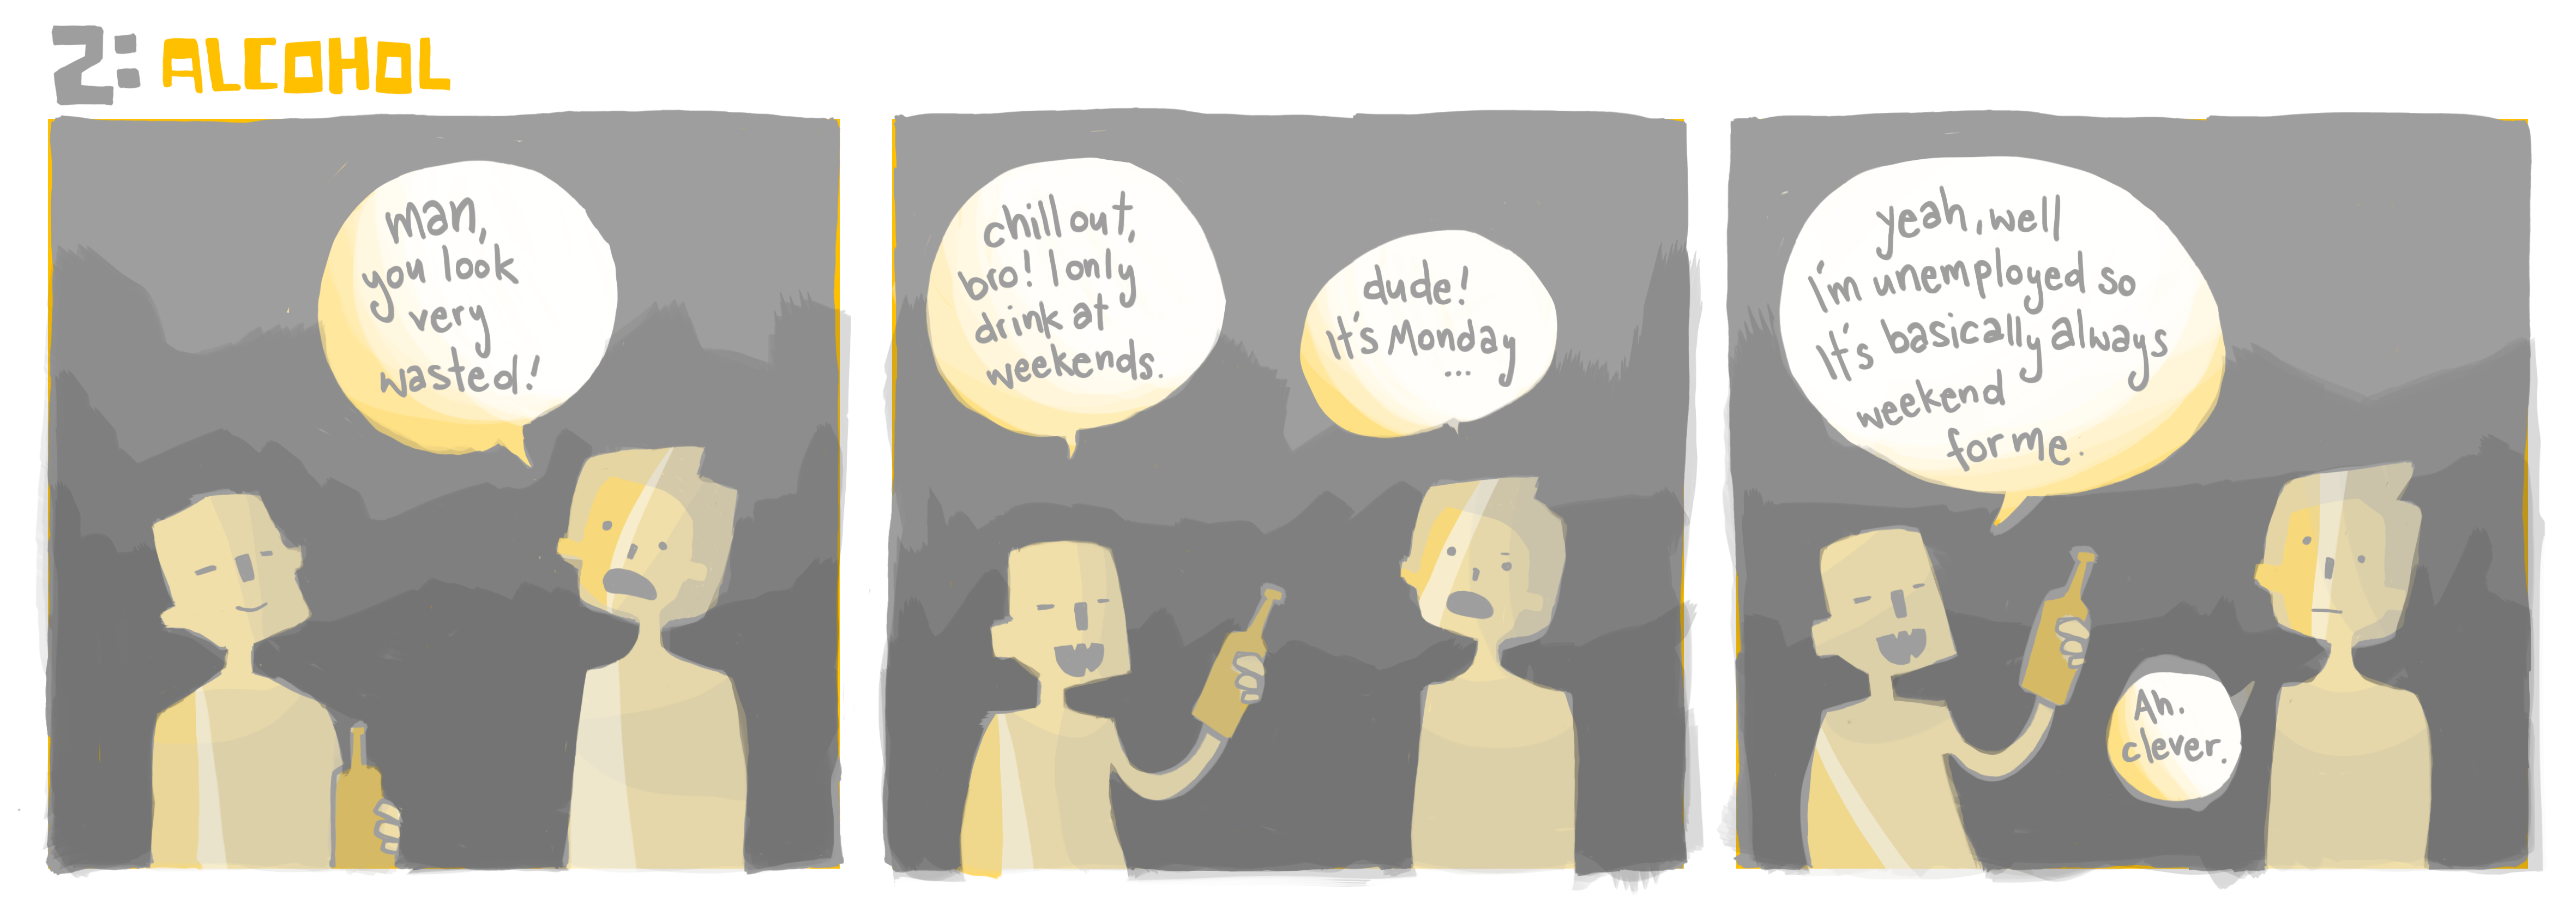 2: ALCOHOL
man,
you look
very
wasted!
chill out,
bro! I only
drink at
weekends.
dude!
It's Monday
...
yeah, well
i'm unemployed so
It's basically always
weekend
for me.
Ah.
clever.